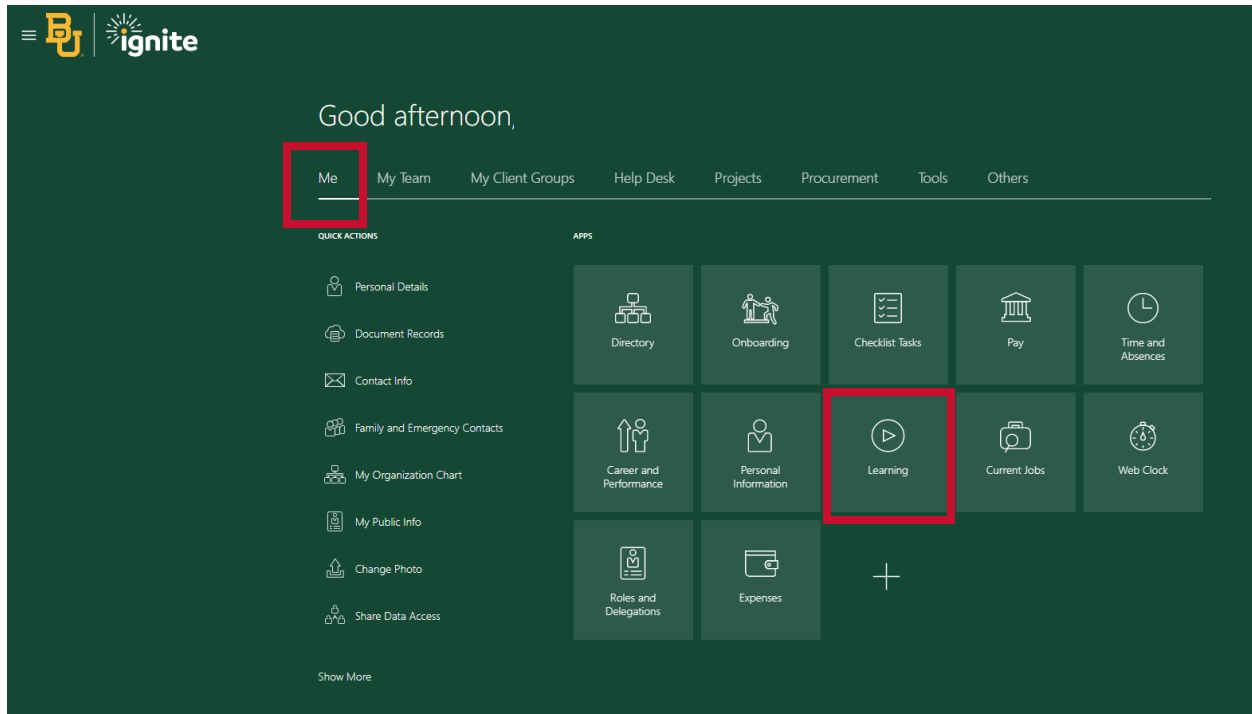 BU ignite
Good afternoon,
Me My Team My Client Groups Help Desk Projects Procurement Tools Others
QUICK ACTIONS
Personal Details
Document Records
Contact Info
Family and Emergency Contacts
My Organization Chart
My Public Info
Change Photo
Share Data Access
Show More
APPS
Directory
Onboarding
Checklist Tasks
Pay
Time and
Absences
Career and
Performance
Personal
Information
Learning
Current Jobs
Web Clock
Roles and
Delegations
Expenses